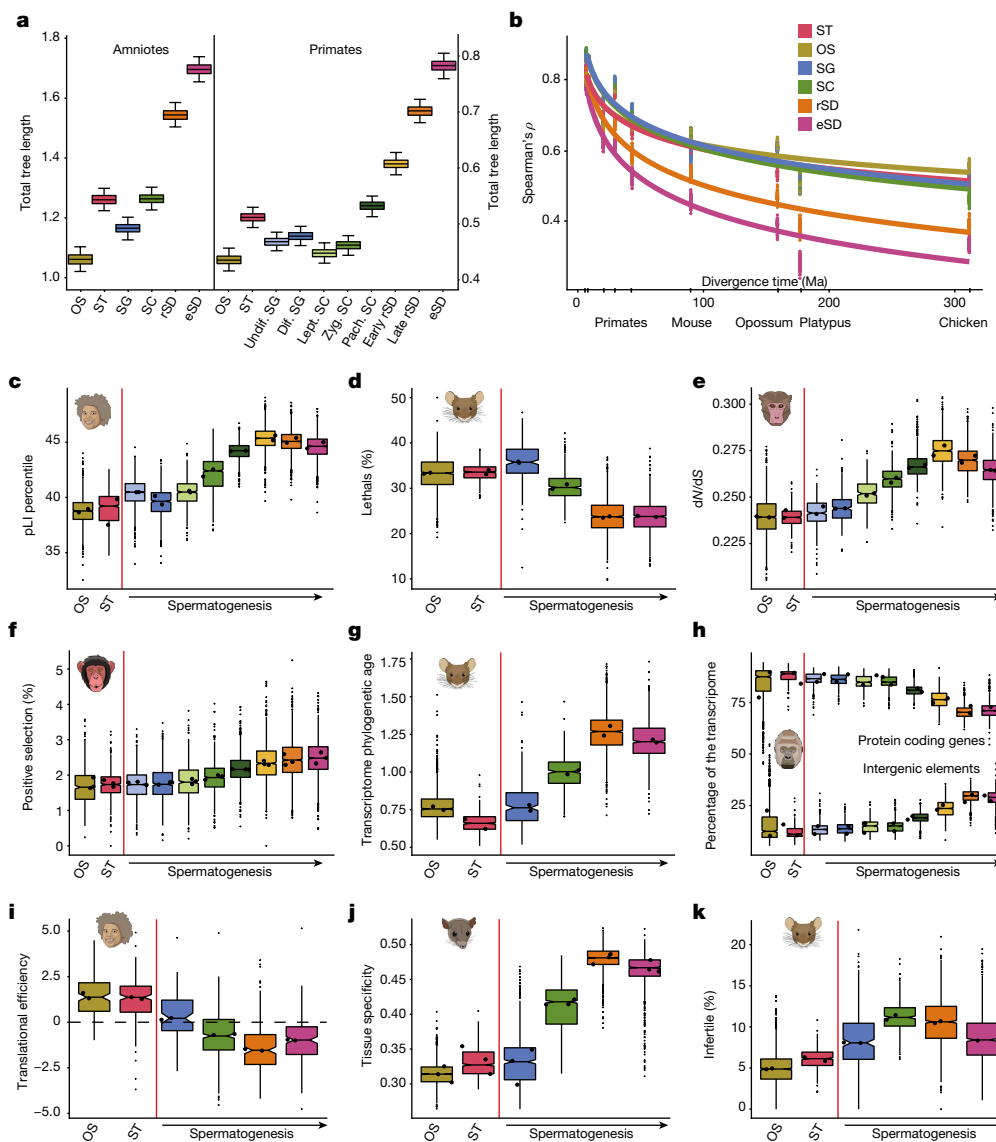 a
Amniotes
Primates
Total tree length
1.8
1.6
1.4
1.2
1.0
0.8
0.7
0.6
0.5
0.4
Total tree length
OS
ST
SG
SC
rSD
eSD
OS
ST
Undif. SG
Dif. SG
Lept. SC
Zyg. SC
Pach. SC
Early rSD
Late rSD
eSD
b
Spearman's ρ
0.8
0.6
0.4
ST
OS
SG
SC
rSD
eSD
Divergence time (Ma)
0
100
200
300
Primates
Mouse
Opossum
Platypus
Chicken
c
pLI percentile
45
40
35
OS
ST
Spermatogenesis
d
Lethals (%)
50
40
30
20
10
OS
ST
Spermatogenesis
e
dN/dS
0.300
0.275
0.250
0.225
OS
ST
Spermatogenesis
f
Positive selection (%)
5
4
3
2
1
0
OS
ST
Spermatogenesis
g
Transcriptome phylogenetic age
1.75
1.50
1.25
1.00
0.75
0.50
OS
ST
Spermatogenesis
h
Percentage of the transcripome
75
50
25
Protein coding genes
Intergenic elements
OS
ST
Spermatogenesis
i
Translational efficiency
5.0
2.5
0
−2.5
−5.0
OS
ST
Spermatogenesis
j
Tissue specificity
0.50
0.45
0.40
0.35
0.30
OS
ST
Spermatogenesis
k
Infertile (%)
20
15
10
5
0
OS
ST
Spermatogenesis